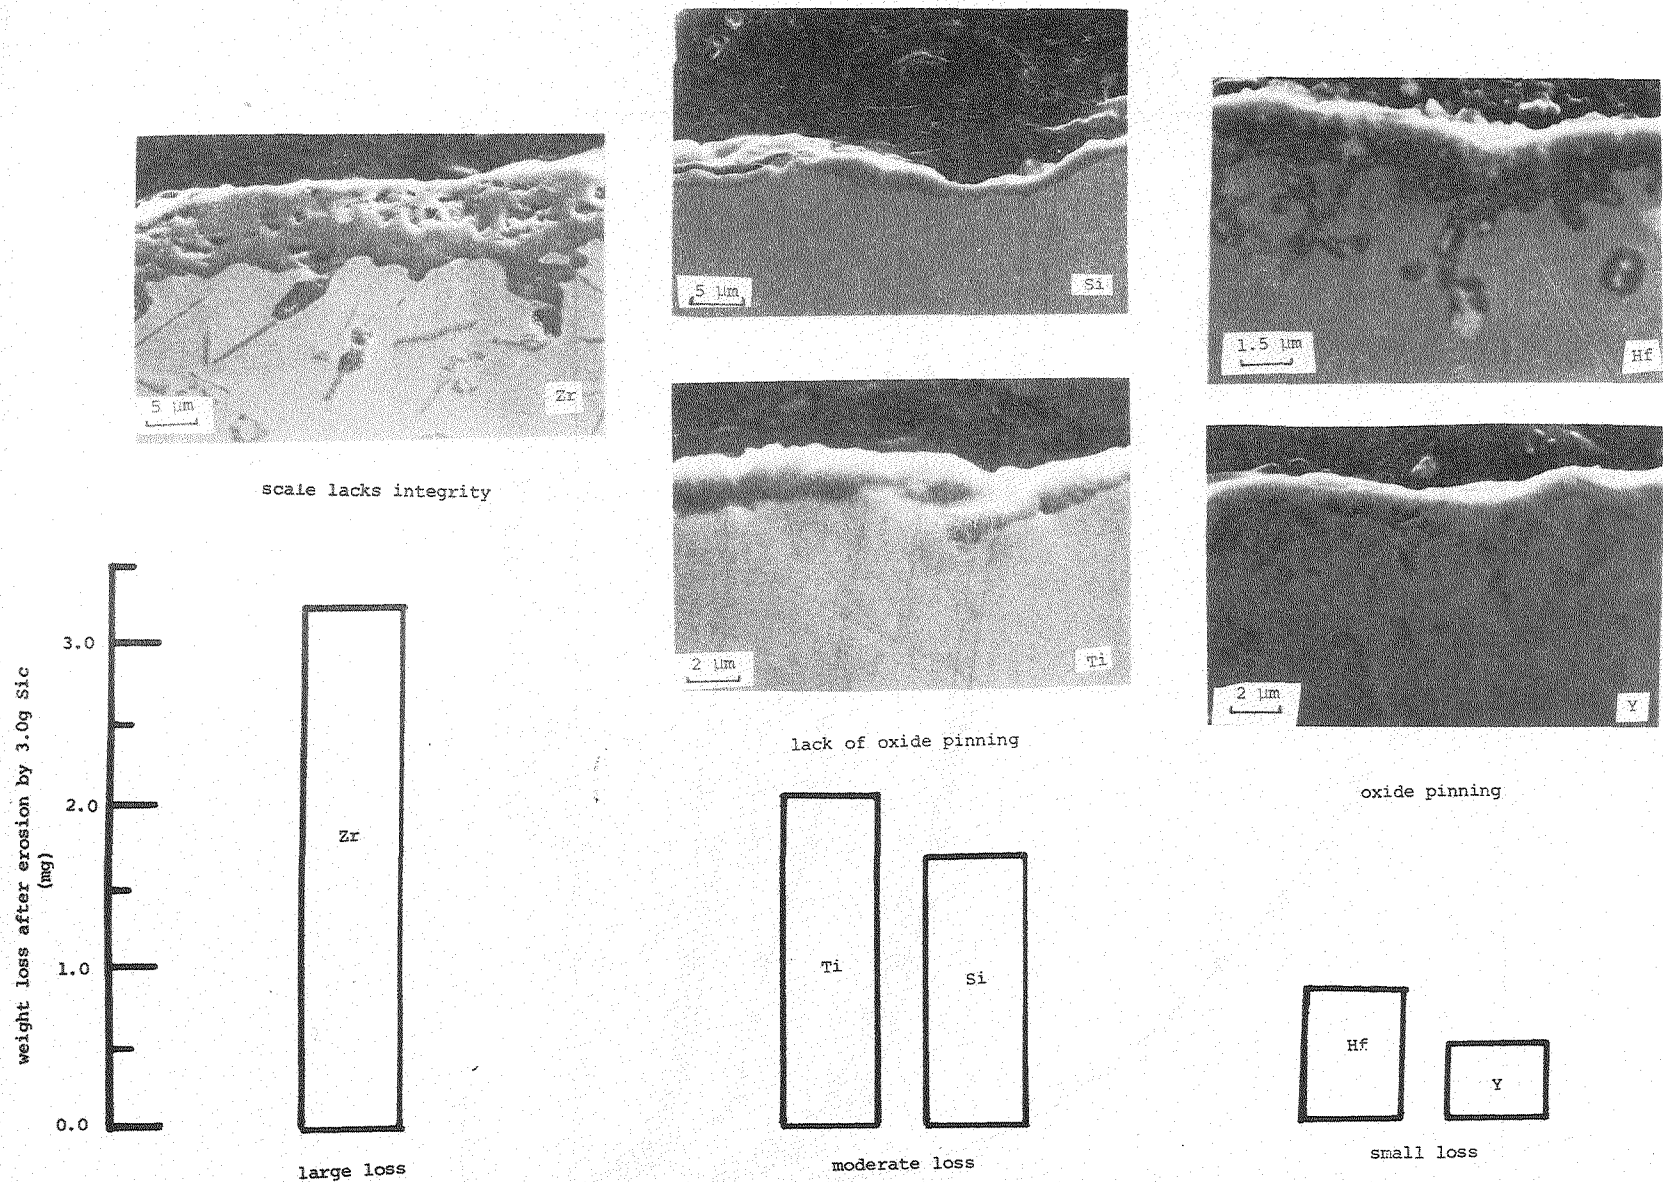 5 µm
Zr
scale lacks integrity
5 µm
Si
2 µm
Ti
lack of oxide pinning
1.5 µm
Hf
2 µm
Y
oxide pinning
weight loss after erosion by 3.0g Sic
(mg)
3.0
2.0
1.0
0.0
Zr
large loss
Ti
Si
moderate loss
Hf
Y
small loss